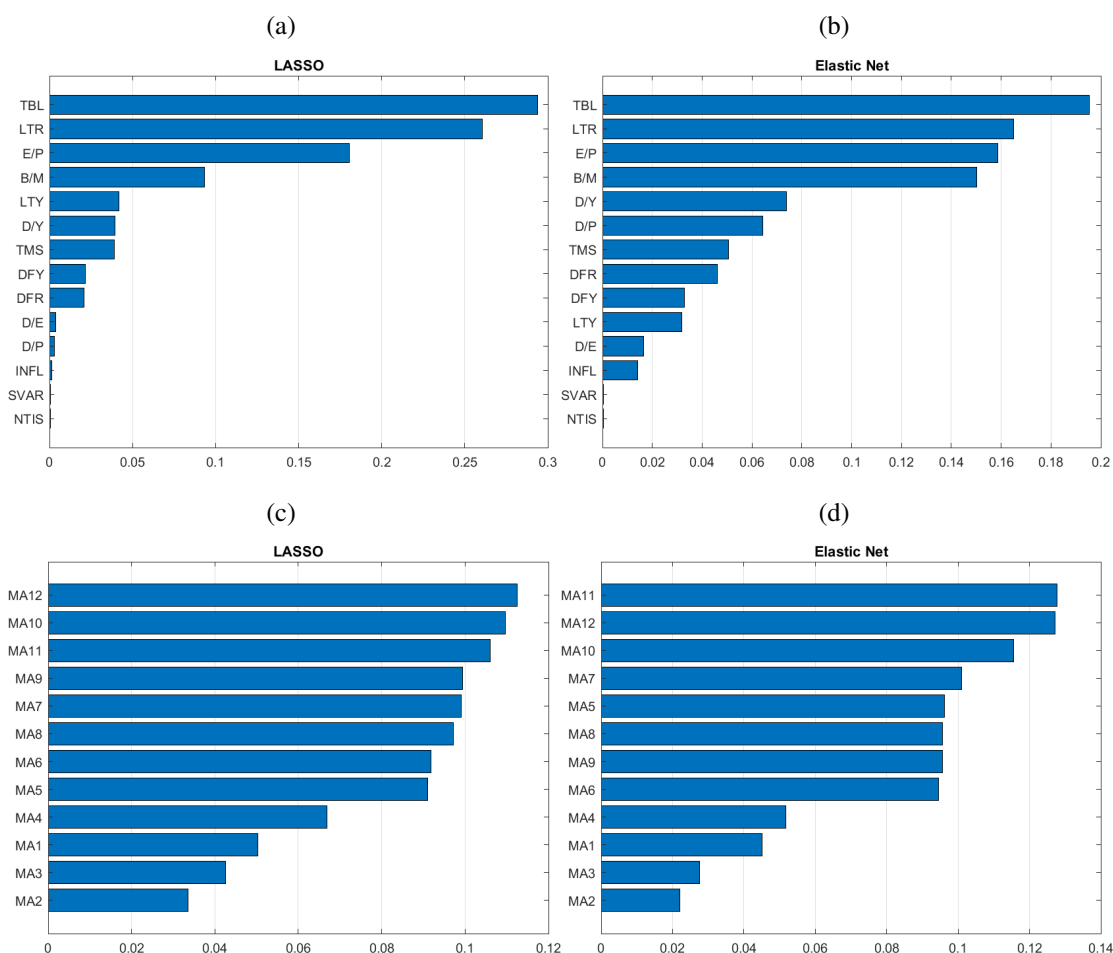 (a)
LASSO
TBL
LTR
E/P
B/M
LTY
D/Y
TMS
DFY
DFR
D/E
D/P
INFL
SVAR
NTIS
0 0.05 0.1 0.15 0.2 0.25 0.3
(b)
Elastic Net
TBL
LTR
E/P
B/M
D/Y
D/P
TMS
DFR
DFY
LTY
D/E
INFL
SVAR
NTIS
0 0.02 0.04 0.06 0.08 0.1 0.12 0.14 0.16 0.18 0.2
(c)
LASSO
MA12
MA10
MA11
MA9
MA7
MA8
MA6
MA5
MA4
MA1
MA3
MA2
0 0.02 0.04 0.06 0.08 0.1 0.12
(d)
Elastic Net
MA11
MA12
MA10
MA7
MA5
MA8
MA9
MA6
MA4
MA1
MA3
MA2
0 0.02 0.04 0.06 0.08 0.1 0.12 0.14